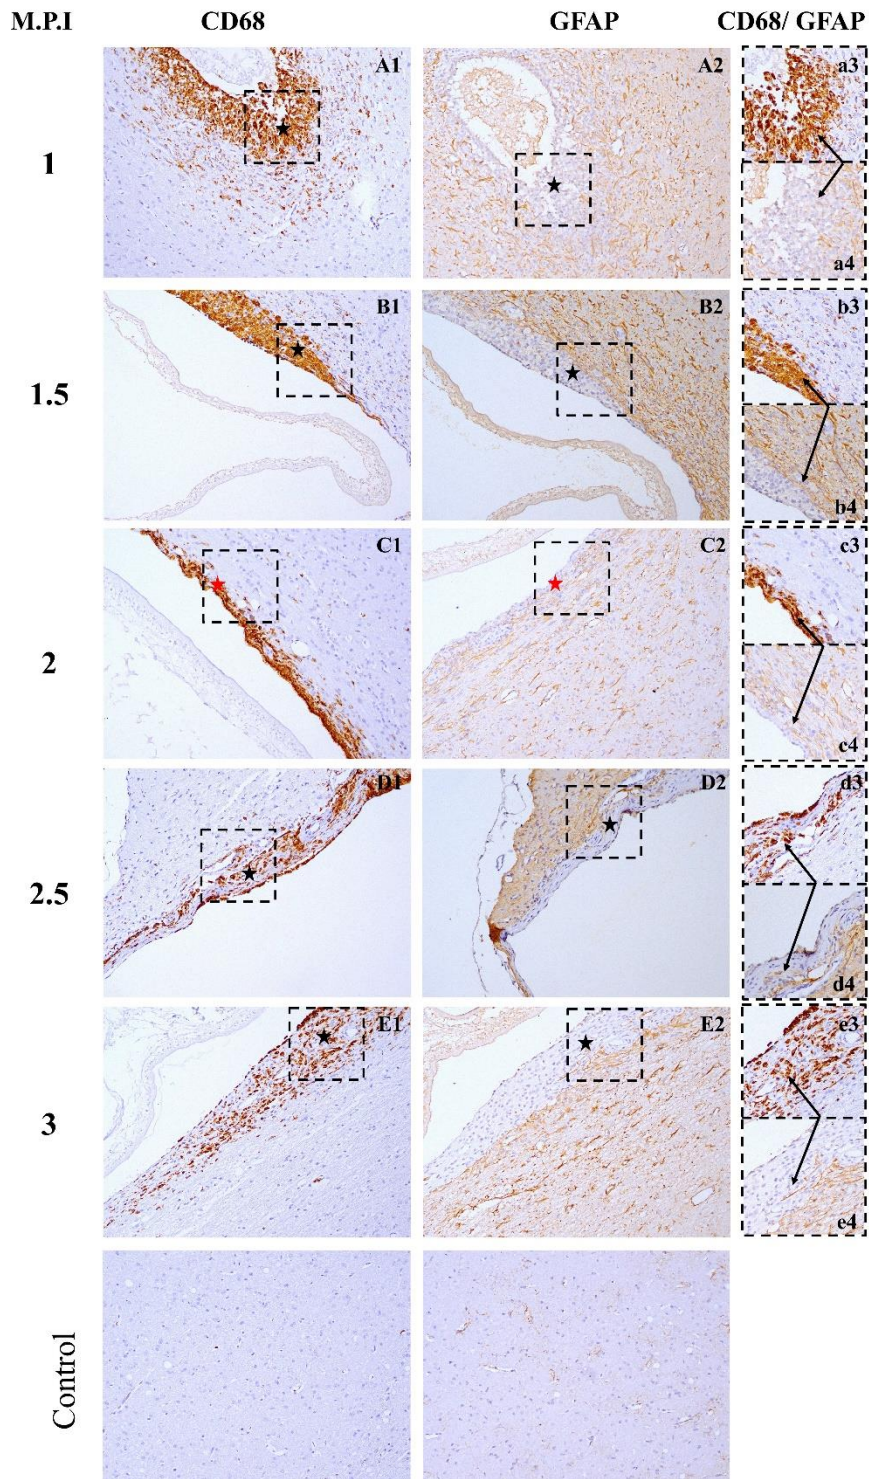 M.P.I CD68 GFAP CD68/ GFAP
A1 A2 a3
1
a4
B1 B2 b3
1.5
b4
C1 C2 c3
2
c4
D1 D2 d3
2.5
d4
E1 E2 e3
3
e4
Control